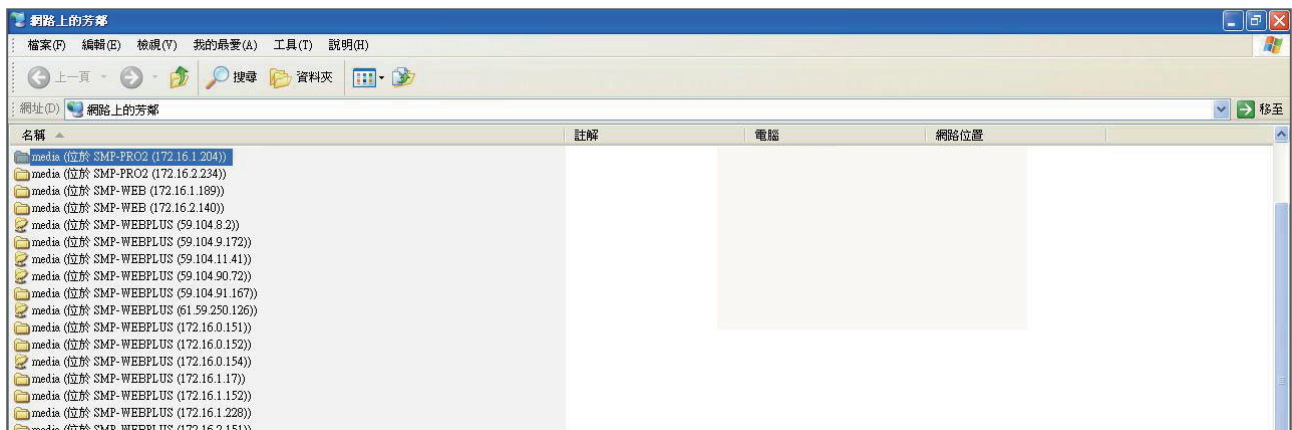 網路上的芳鄰
檔案(F) 編輯(E) 檢視(V) 我的最愛(A) 工具(T) 說明(H)
上一頁 搜尋 資料夾
網址(D) 網路上的芳鄰 移至
名稱 註解 電腦 網路位置
media (位於 SMP-PRO2 (172.16.1.204))
media (位於 SMP-PRO2 (172.16.2.234))
media (位於 SMP-WEB (172.16.1.189))
media (位於 SMP-WEB (172.16.2.140))
media (位於 SMP-WEBPLUS (59.104.8.2))
media (位於 SMP-WEBPLUS (59.104.9.172))
media (位於 SMP-WEBPLUS (59.104.11.41))
media (位於 SMP-WEBPLUS (59.104.90.72))
media (位於 SMP-WEBPLUS (59.104.91.167))
media (位於 SMP-WEBPLUS (61.59.250.126))
media (位於 SMP-WEBPLUS (172.16.0.151))
media (位於 SMP-WEBPLUS (172.16.0.152))
media (位於 SMP-WEBPLUS (172.16.0.154))
media (位於 SMP-WEBPLUS (172.16.1.17))
media (位於 SMP-WEBPLUS (172.16.1.152))
media (位於 SMP-WEBPLUS (172.16.1.228))
media (位於 SMP-WEBPLUS (172.16.2.151))